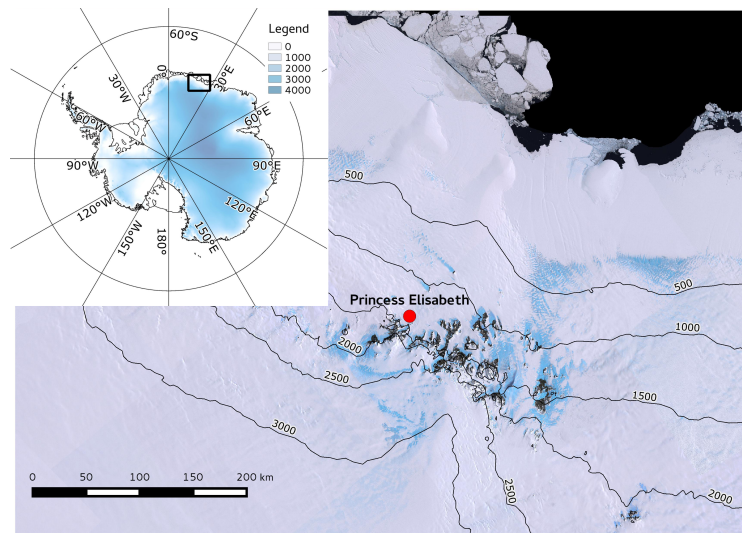 60°S
Legend
0
1000
2000
3000
4000
30°W
0°
30°E
60°W
60°E
90°W
90°E
120°W
120°E
150°W
180°
150°E
500
500
Princess Elisabeth
1000
2000
2500
1500
3000
2500
2000
0 50 100 150 200 km